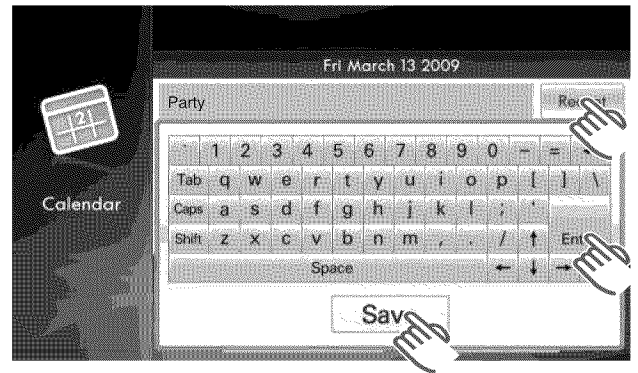 Fri March 13 2009
Party
` 1 2 3 4 5 6 7 8 9 0 - =
Tab q w e r t y u i o p [ ] \
Calendar
Caps a s d f g h j k l ; '
Shift z x c v b n m , . / ↑
Space ← ↓ →